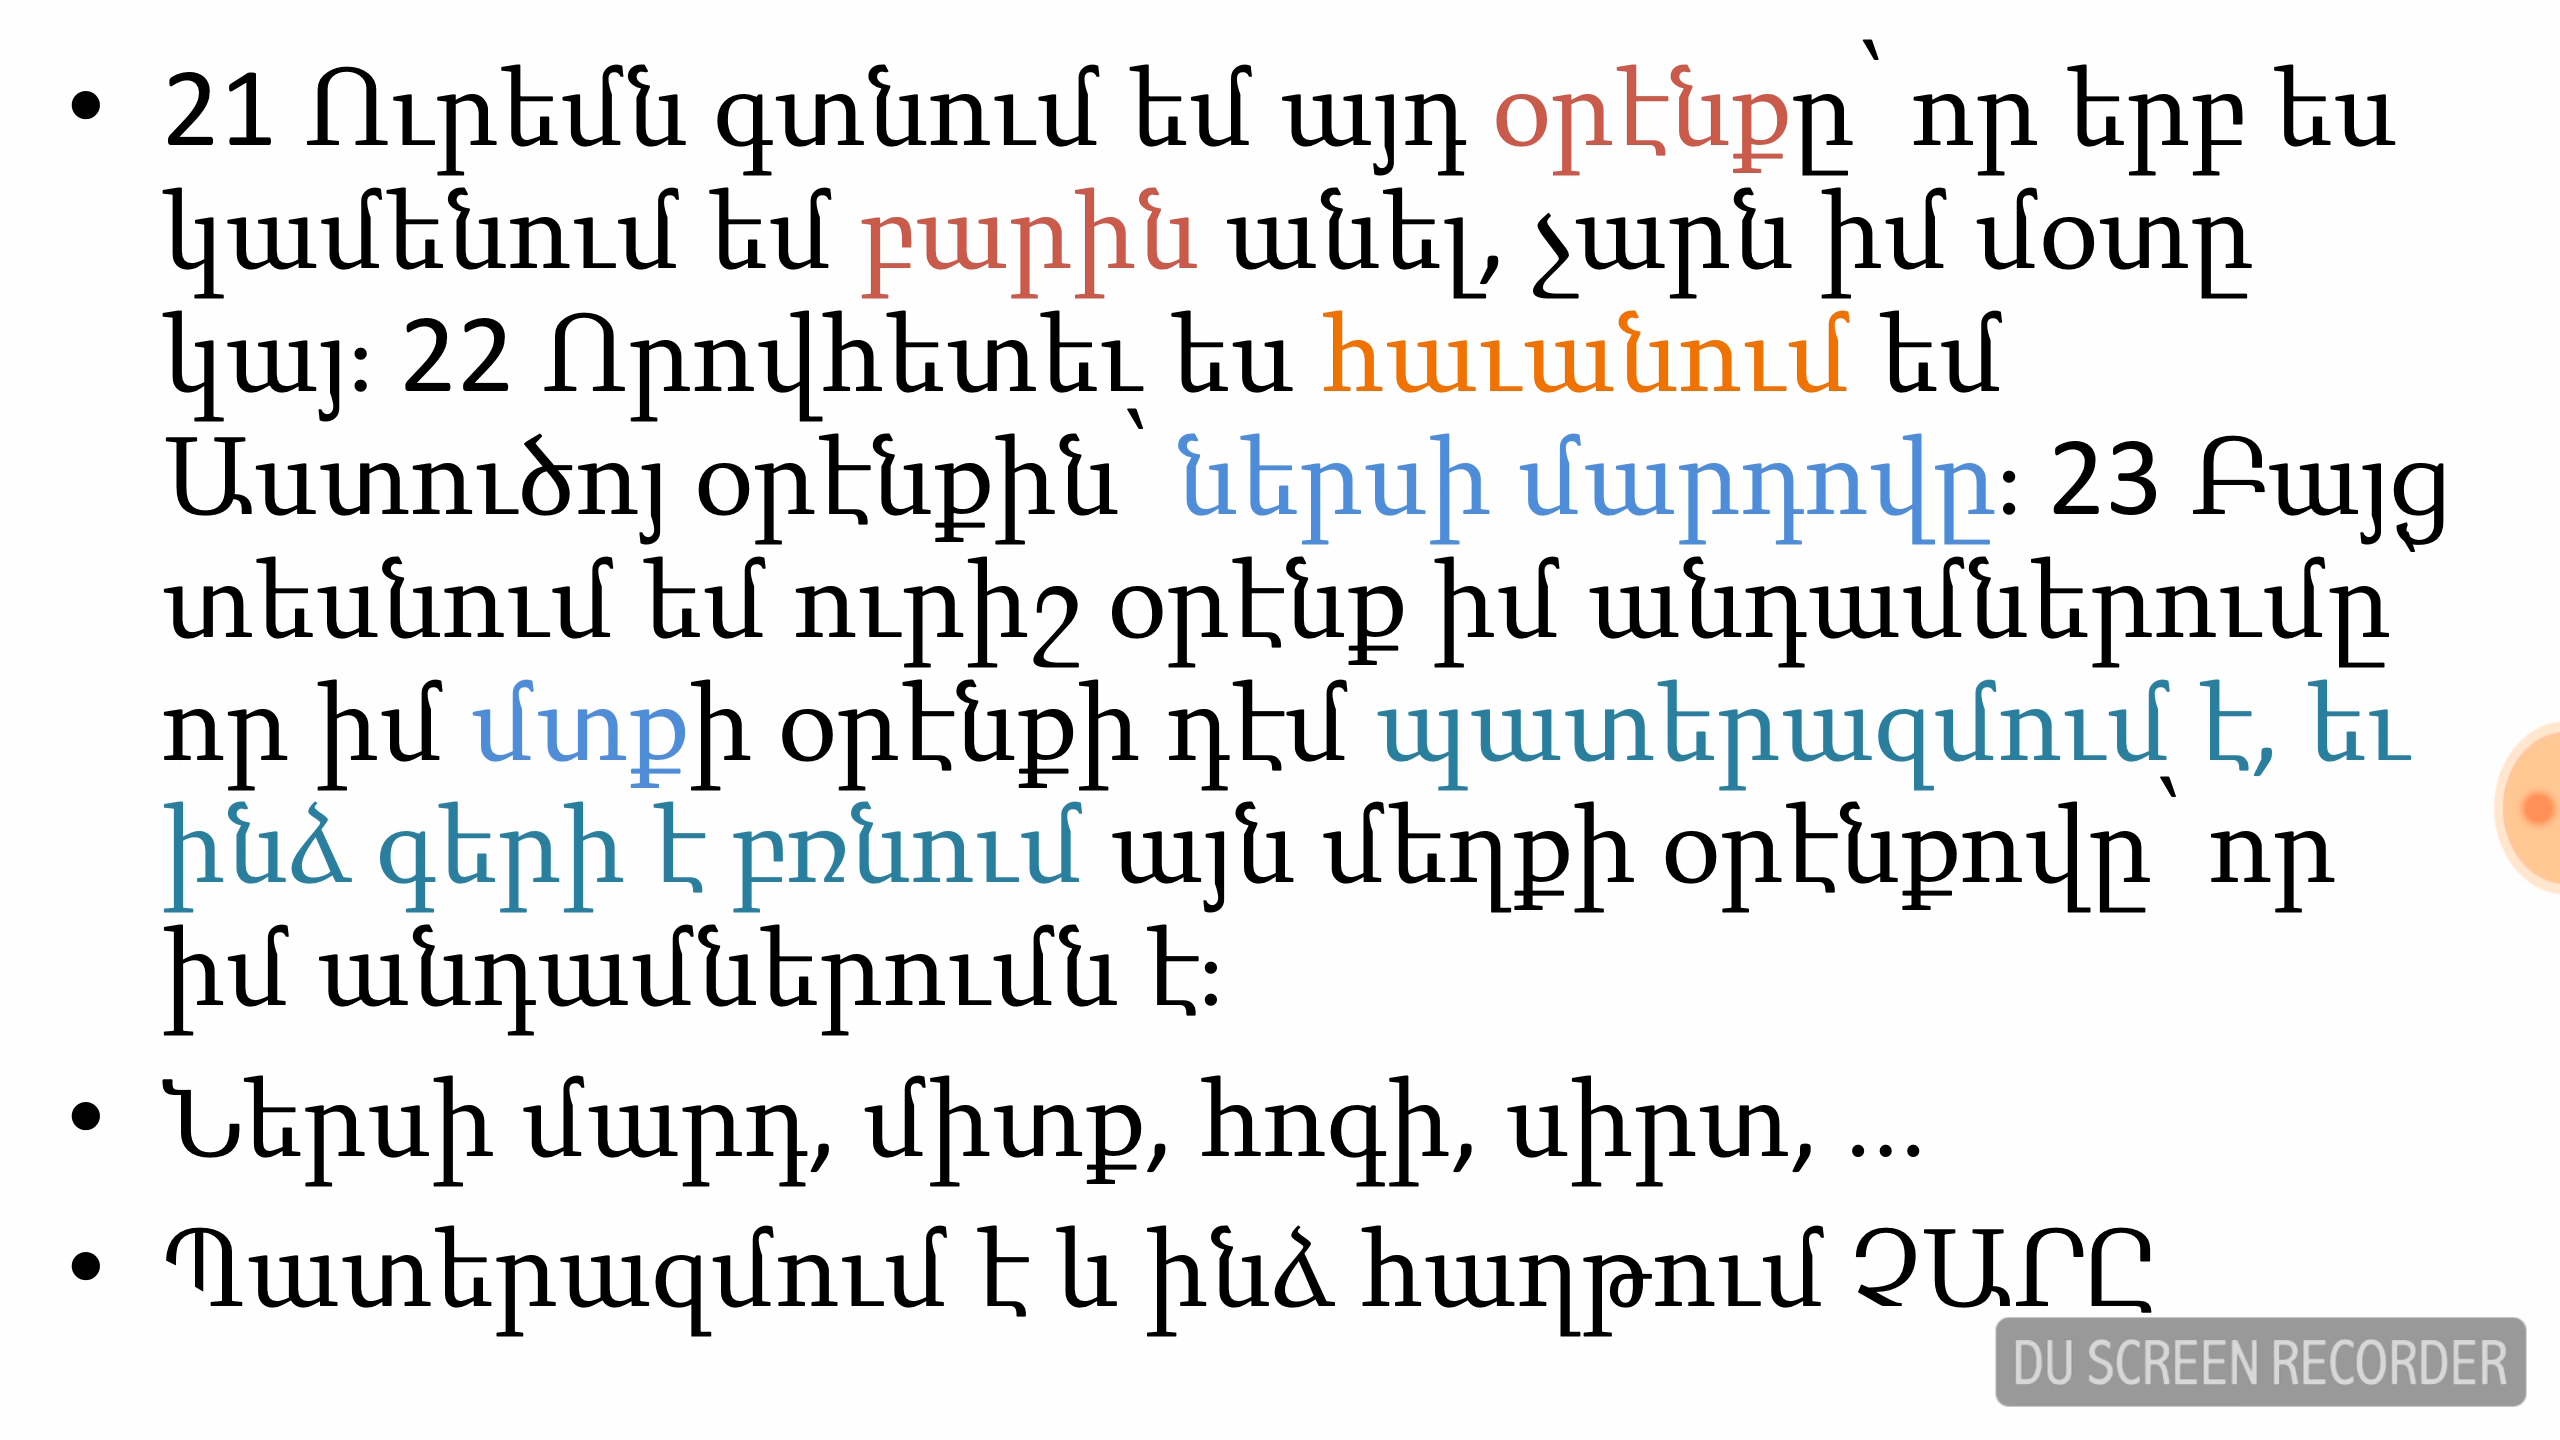 • 21 Ուրեմն գտնում եմ այդ օրէնքը՝ որ երբ ես
կամենում եմ բարին անել, չարն իմ մօտը
կայ։ 22 Որովհետեւ ես հաւանում եմ
Աստուծոյ օրէնքին՝ ներսի մարդովը։ 23 Բայց
տեսնում եմ ուրիշ օրէնք իմ անդամներումը՝
որ իմ մտքի օրէնքի դէմ պատերազմում է, եւ
ինձ գերի է բռնում այն մեղքի օրէնքովը՝ որ
իմ անդամներումն է։
• Ներսի մարդ, միտք, հոգի, սիրտ, ...
• Պատերազմում է և ինձ հաղթում ՉԱՐԸ
DU SCREEN RECORDER